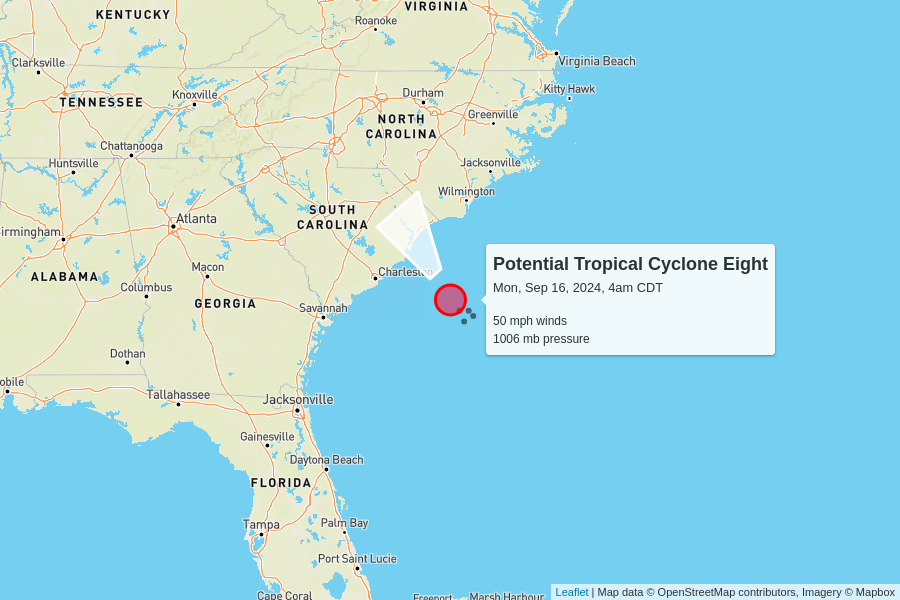 KENTUCKY
VIRGINIA
Roanoke
Clarksville
Virginia Beach
Knoxville
Durham
Kitty Hawk
TENNESSEE
Greenville
NORTH
CAROLINA
Chattanooga
Huntsville
Jacksonville
Wilmington
SOUTH
CAROLINA
Atlanta
irmingham
Macon
Charleston
ALABAMA
Columbus
GEORGIA
Savannah
Potential Tropical Cyclone Eight
Mon, Sep 16, 2024, 4am CDT
50 mph winds
1006 mb pressure
Dothan
obile
Tallahassee
Jacksonville
Gainesville
Daytona Beach
FLORIDA
Tampa
Palm Bay
Port Saint Lucie
Cape Coral
Freeport
Marsh Harbour
Leaflet | Map data © OpenStreetMap contributors, Imagery © Mapbox